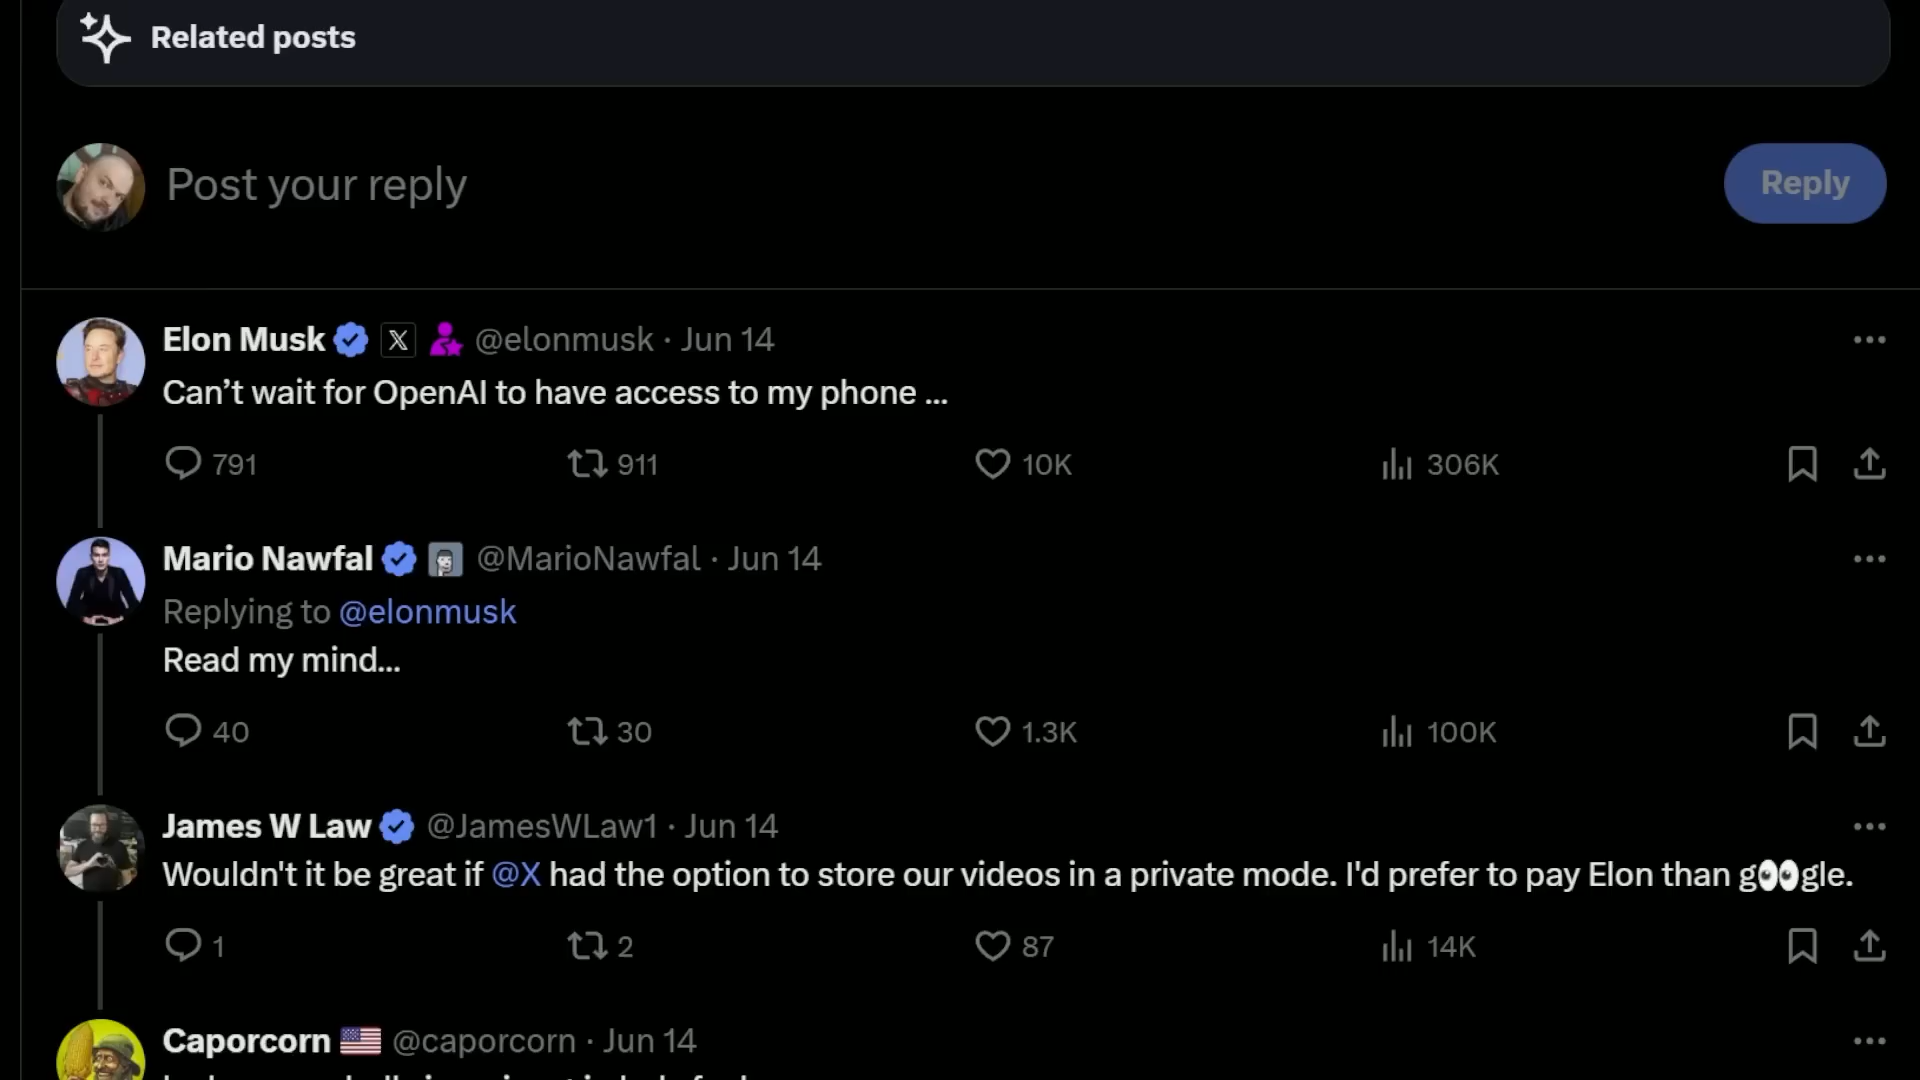 Related posts
Post your reply
Reply
Elon Musk @elonmusk · Jun 14
Can’t wait for OpenAI to have access to my phone ...
791 911 10K 306K
Mario Nawfal @MarioNawfal · Jun 14
Replying to @elonmusk
Read my mind...
40 30 1.3K 100K
James W Law @JamesWLaw1 · Jun 14
Wouldn't it be great if @X had the option to store our videos in a private mode. I'd prefer to pay Elon than g👀gle.
1 2 87 14K
Caporcorn 🇺🇸 @caporcorn · Jun 14